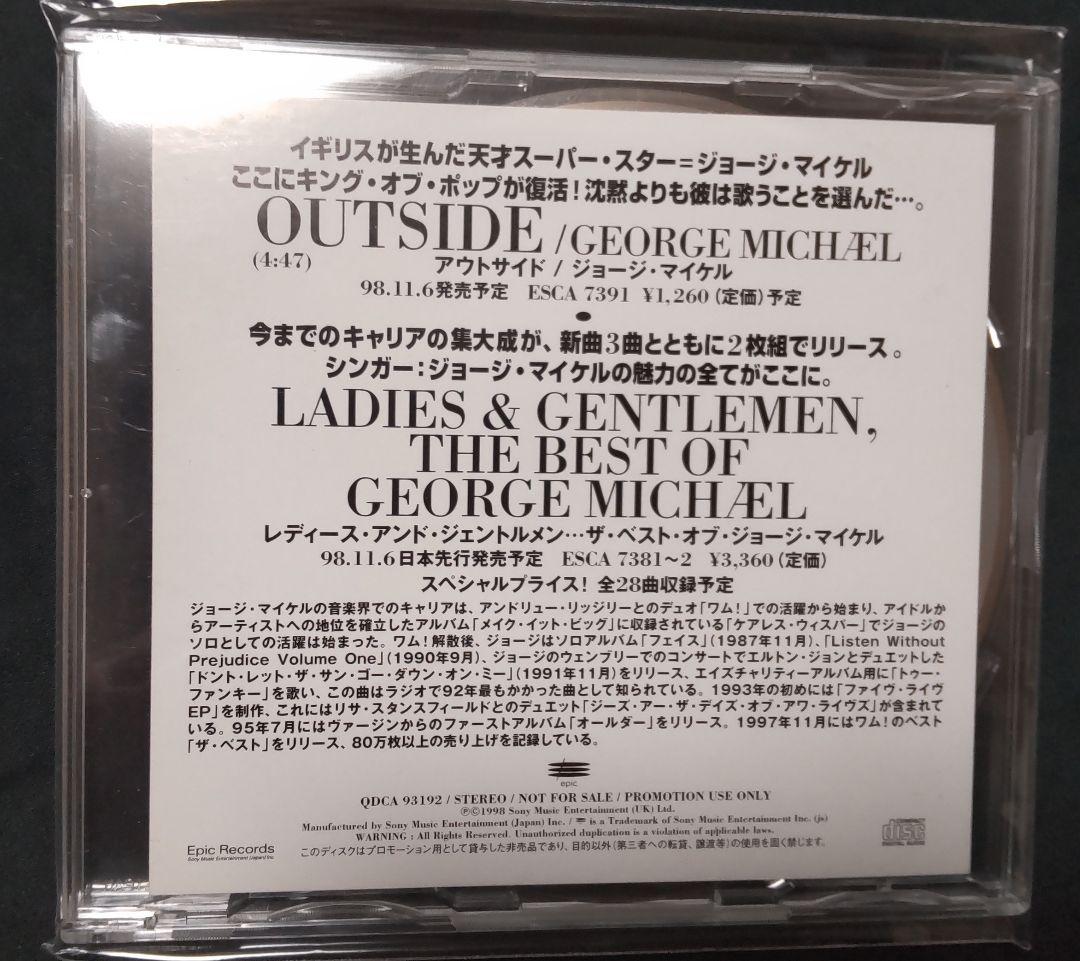 イギリスが生んだ天才スーパー・スター=ジョージ・マイケル
ここにキング・オブ・ポップが復活!沈黙よりも彼は歌うことを選んだ…。
OUTSIDE /GEORGE MICHÆL
(4:47)
アウトサイド / ジョージ・マイケル
98.11.6発売予定 ESCA 7391 ¥1,260(定価)予定
●
今までのキャリアの集大成が、新曲3曲とともに2枚組でリリース。
シンガー:ジョージ・マイケルの魅力の全てがここに。
LADIES & GENTLEMEN,
THE BEST OF
GEORGE MICHÆL
レディース・アンド・ジェントルメン…ザ・ベスト・オブ・ジョージ・マイケル
98.11.6日本先行発売予定 ESCA 7381~2 ¥3,360(定価)
スペシャルプライス! 全28曲収録予定
ジョージ・マイケルの音楽界でのキャリアは、アンドリュー・リッジリーとのデュオ「ワム!」での活躍から始まり、アイドルか
らアーティストへの地位を確立したアルバム「メイク・イット・ビッグ」に収録されている「ケアレス・ウィスパー」でジョージの
ソロとしての活躍は始まった。ワム!解散後、ジョージはソロアルバム「フェイス」(1987年11月)、「Listen Without
Prejudice Volume One」(1990年9月)、ジョージのウェンブリーでのコンサートでエルトン・ジョンとデュエットした
「ドント・レット・ザ・サン・ゴー・ダウン・オン・ミー」(1991年11月)をリリース、エイズチャリティーアルバム用に「トゥー・
ファンキー」を歌い、この曲はラジオで92年最もかかった曲として知られている。1993年の初めには「ファイヴ・ライヴ
EP」を制作、これにはリサ・スタンスフィールドとのデュエット「ジーズ・アー・ザ・デイズ・オブ・アワ・ライヴズ」が含まれて
いる。95年7月にはヴァージンからのファーストアルバム「オールダー」をリリース。1997年11月にはワム!のベスト
「ザ・ベスト」をリリース、80万枚以上の売り上げを記録している。
epic
QDCA 93192 / STEREO / NOT FOR SALE / PROMOTION USE ONLY
ⓅⒸ1998 Sony Music Entertainment (UK) Ltd.
Manufactured by Sony Music Entertainment (Japan) Inc. / is a Trademark of Sony Music Entertainment Inc. (js)
WARNING : All Rights Reserved. Unauthorized duplication is a violation of applicable laws.
このディスクはプロモーション用として貸与した非売品であり、目的以外(第三者への転貸、譲渡等)の使用を固く禁じます。
Epic Records
Sony Music Entertainment (Japan) Inc.
COMPACT
disc
DIGITAL AUDIO